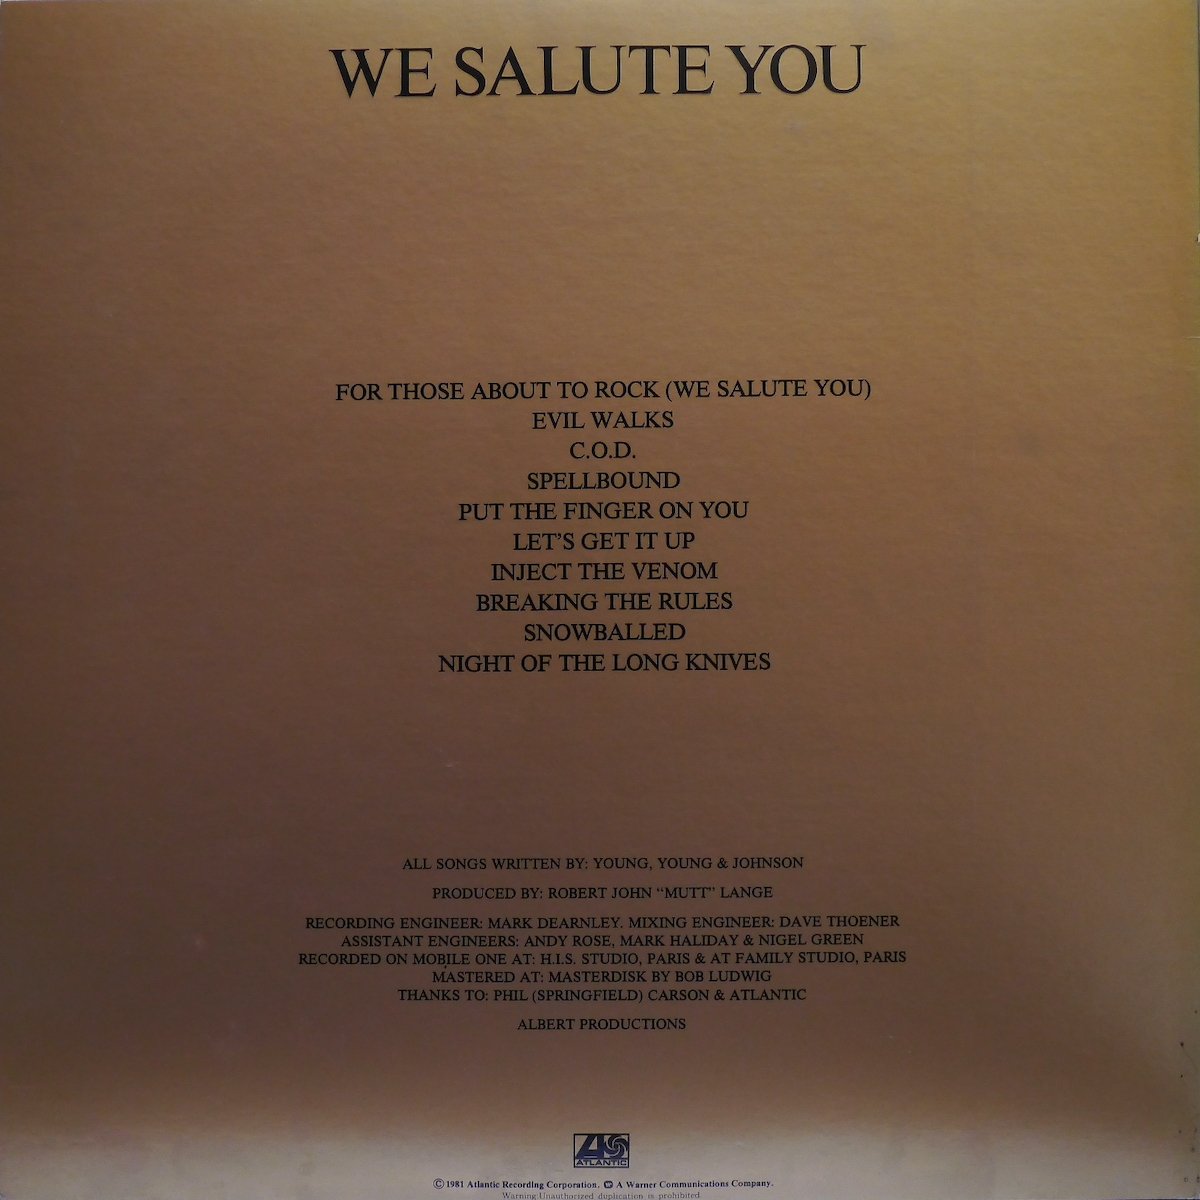 WE SALUTE YOU
FOR THOSE ABOUT TO ROCK (WE SALUTE YOU)
EVIL WALKS
C.O.D.
SPELLBOUND
PUT THE FINGER ON YOU
LET'S GET IT UP
INJECT THE VENOM
BREAKING THE RULES
SNOWBALLED
NIGHT OF THE LONG KNIVES
ALL SONGS WRITTEN BY: YOUNG, YOUNG & JOHNSON
PRODUCED BY: ROBERT JOHN “MUTT” LANGE
RECORDING ENGINEER: MARK DEARNLEY. MIXING ENGINEER: DAVE THOENER
ASSISTANT ENGINEERS: ANDY ROSE, MARK HALIDAY & NIGEL GREEN
RECORDED ON MOBILE ONE AT: H.I.S. STUDIO, PARIS & AT FAMILY STUDIO, PARIS
MASTERED AT: MASTERDISK BY BOB LUDWIG
THANKS TO: PHIL (SPRINGFIELD) CARSON & ATLANTIC
ALBERT PRODUCTIONS
ATLANTIC
© 1981 Atlantic Recording Corporation. A Warner Communications Company.
Warning: Unauthorized duplication is prohibited